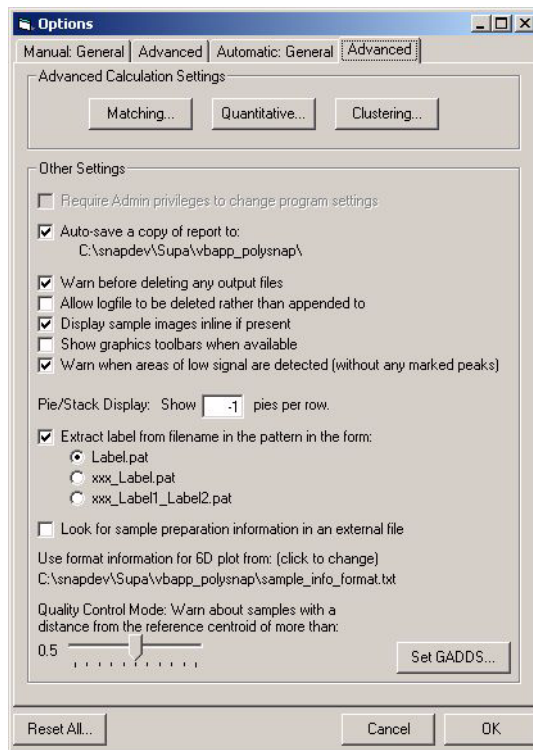 Options
Manual: General Advanced Automatic: General Advanced
Advanced Calculation Settings
Matching... Quantitative... Clustering...
Other Settings
Require Admin privileges to change program settings
Auto-save a copy of report to:
C:\snapdev\Supa\vbapp_polysnap\
Warn before deleting any output files
Allow logfile to be deleted rather than appended to
Display sample images inline if present
Show graphics toolbars when available
Warn when areas of low signal are detected (without any marked peaks)
Pie/Stack Display: Show -1 pies per row.
Extract label from filename in the pattern in the form:
Label.pat
xxx_Label.pat
xxx_Label1_Label2.pat
Look for sample preparation information in an external file
Use format information for 6D plot from: (click to change)
C:\snapdev\Supa\vbapp_polysnap\sample_info_format.txt
Quality Control Mode: Warn about samples with a
distance from the reference centroid of more than:
0.5
Set GADDS...
Reset All... Cancel OK